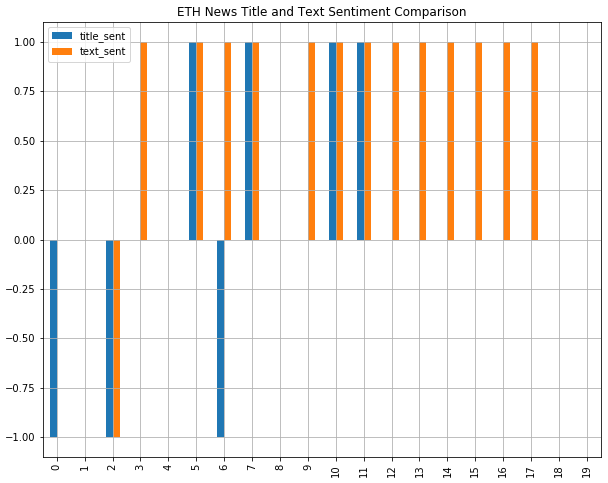 ETH News Title and Text Sentiment Comparison
title_sent
text_sent
1.00
0.75
0.50
0.25
0.00
−0.25
−0.50
−0.75
−1.00
0 1 2 3 4 5 6 7 8 9 10 11 12 13 14 15 16 17 18 19